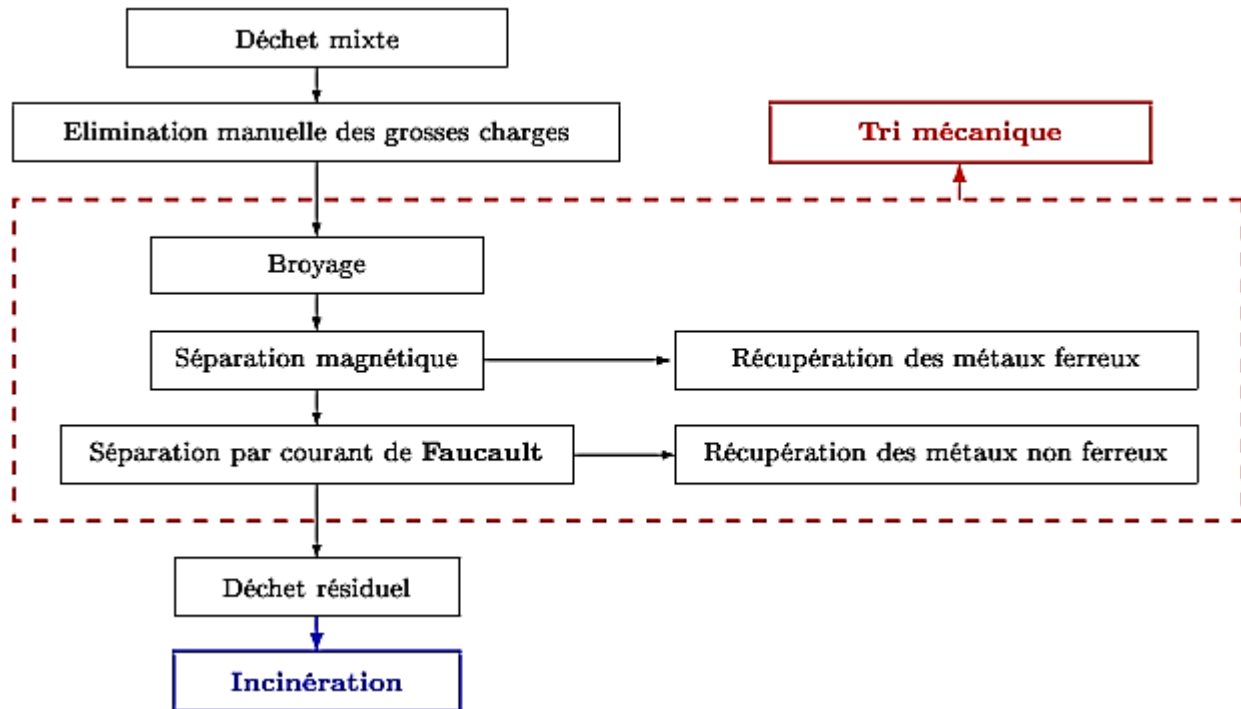 Déchet mixte
Elimination manuelle des grosses charges
Tri mécanique
Broyage
Séparation magnétique
Récupération des métaux ferreux
Séparation par courant de Faucault
Récupération des métaux non ferreux
Déchet résiduel
Incinération